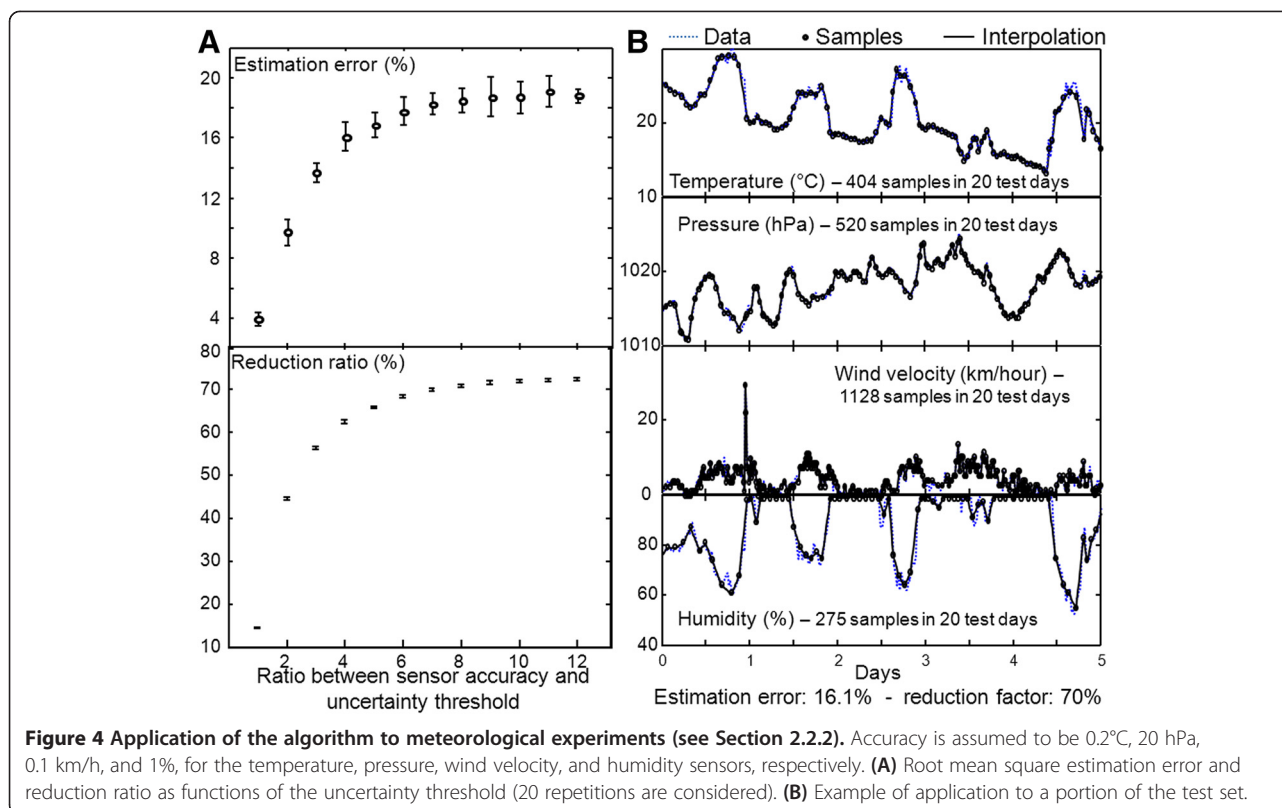 A
Estimation error (%)
20
18
16
14
12
10
8
6
4
Reduction ratio (%)
80
70
60
50
40
30
20
10
2 4 6 8 10 12
Ratio between sensor accuracy and
uncertainty threshold
B
Data Samples Interpolation
20
10
Temperature (°C) – 404 samples in 20 test days
Pressure (hPa) – 520 samples in 20 test days
1020
1010
Wind velocity (km/hour) –
1128 samples in 20 test days
20
0
80
60
40
Humidity (%) – 275 samples in 20 test days
0 1 2 3 4 5
Days
Estimation error: 16.1% - reduction factor: 70%
Figure 4 Application of the algorithm to meteorological experiments (see Section 2.2.2). Accuracy is assumed to be 0.2°C, 20 hPa,
0.1 km/h, and 1%, for the temperature, pressure, wind velocity, and humidity sensors, respectively. (A) Root mean square estimation error and
reduction ratio as functions of the uncertainty threshold (20 repetitions are considered). (B) Example of application to a portion of the test set.